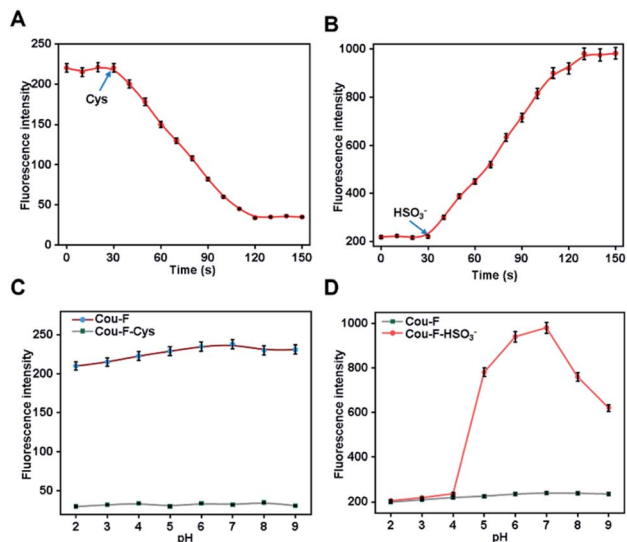 A
250
200
150
100
50
0
Fluorescence intensity
Cys
0 30 60 90 120 150
Time (s)
B
1000
800
600
400
200
Fluorescence intensity
HSO₃⁻
0 30 60 90 120 150
Time (s)
C
Cou-F
Cou-F-Cys
250
200
150
100
50
Fluorescence intensity
2 3 4 5 6 7 8 9
pH
D
Cou-F
Cou-F-HSO₃⁻
1000
800
600
400
200
Fluorescence intensity
2 3 4 5 6 7 8 9
pH